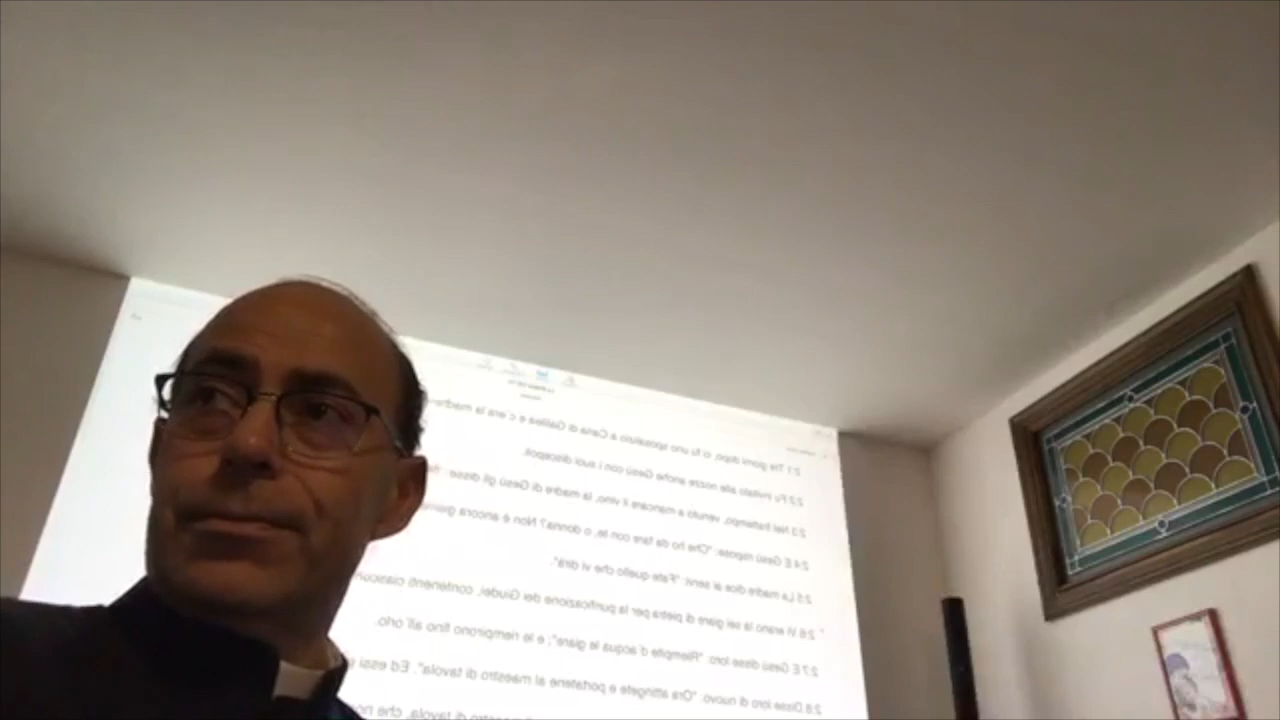 2:1 Tre giorni dopo, ci fu uno sposalizio a Cana di Galilea e c'era la madre
2:2 Fu invitato alle nozze anche Gesù con i suoi discepoli.
2:3 Nel frattempo, venuto a mancare il vino, la madre di Gesù gli disse:
2:4 E Gesù rispose: "Che ho da fare con te, o donna? Non è ancora giunta
2:5 La madre dice ai servi: "Fate quello che vi dirà".
2:6 Vi erano là sei giare di pietra per la purificazione dei Giudei, contenenti ciascuna
2:7 E Gesù disse loro: "Riempite d'acqua le giare"; e le riempirono fino all'orlo.
2:8 Disse loro di nuovo: "Ora attingete e portatene al maestro di tavola". Ed essi
maestro di tavola, che